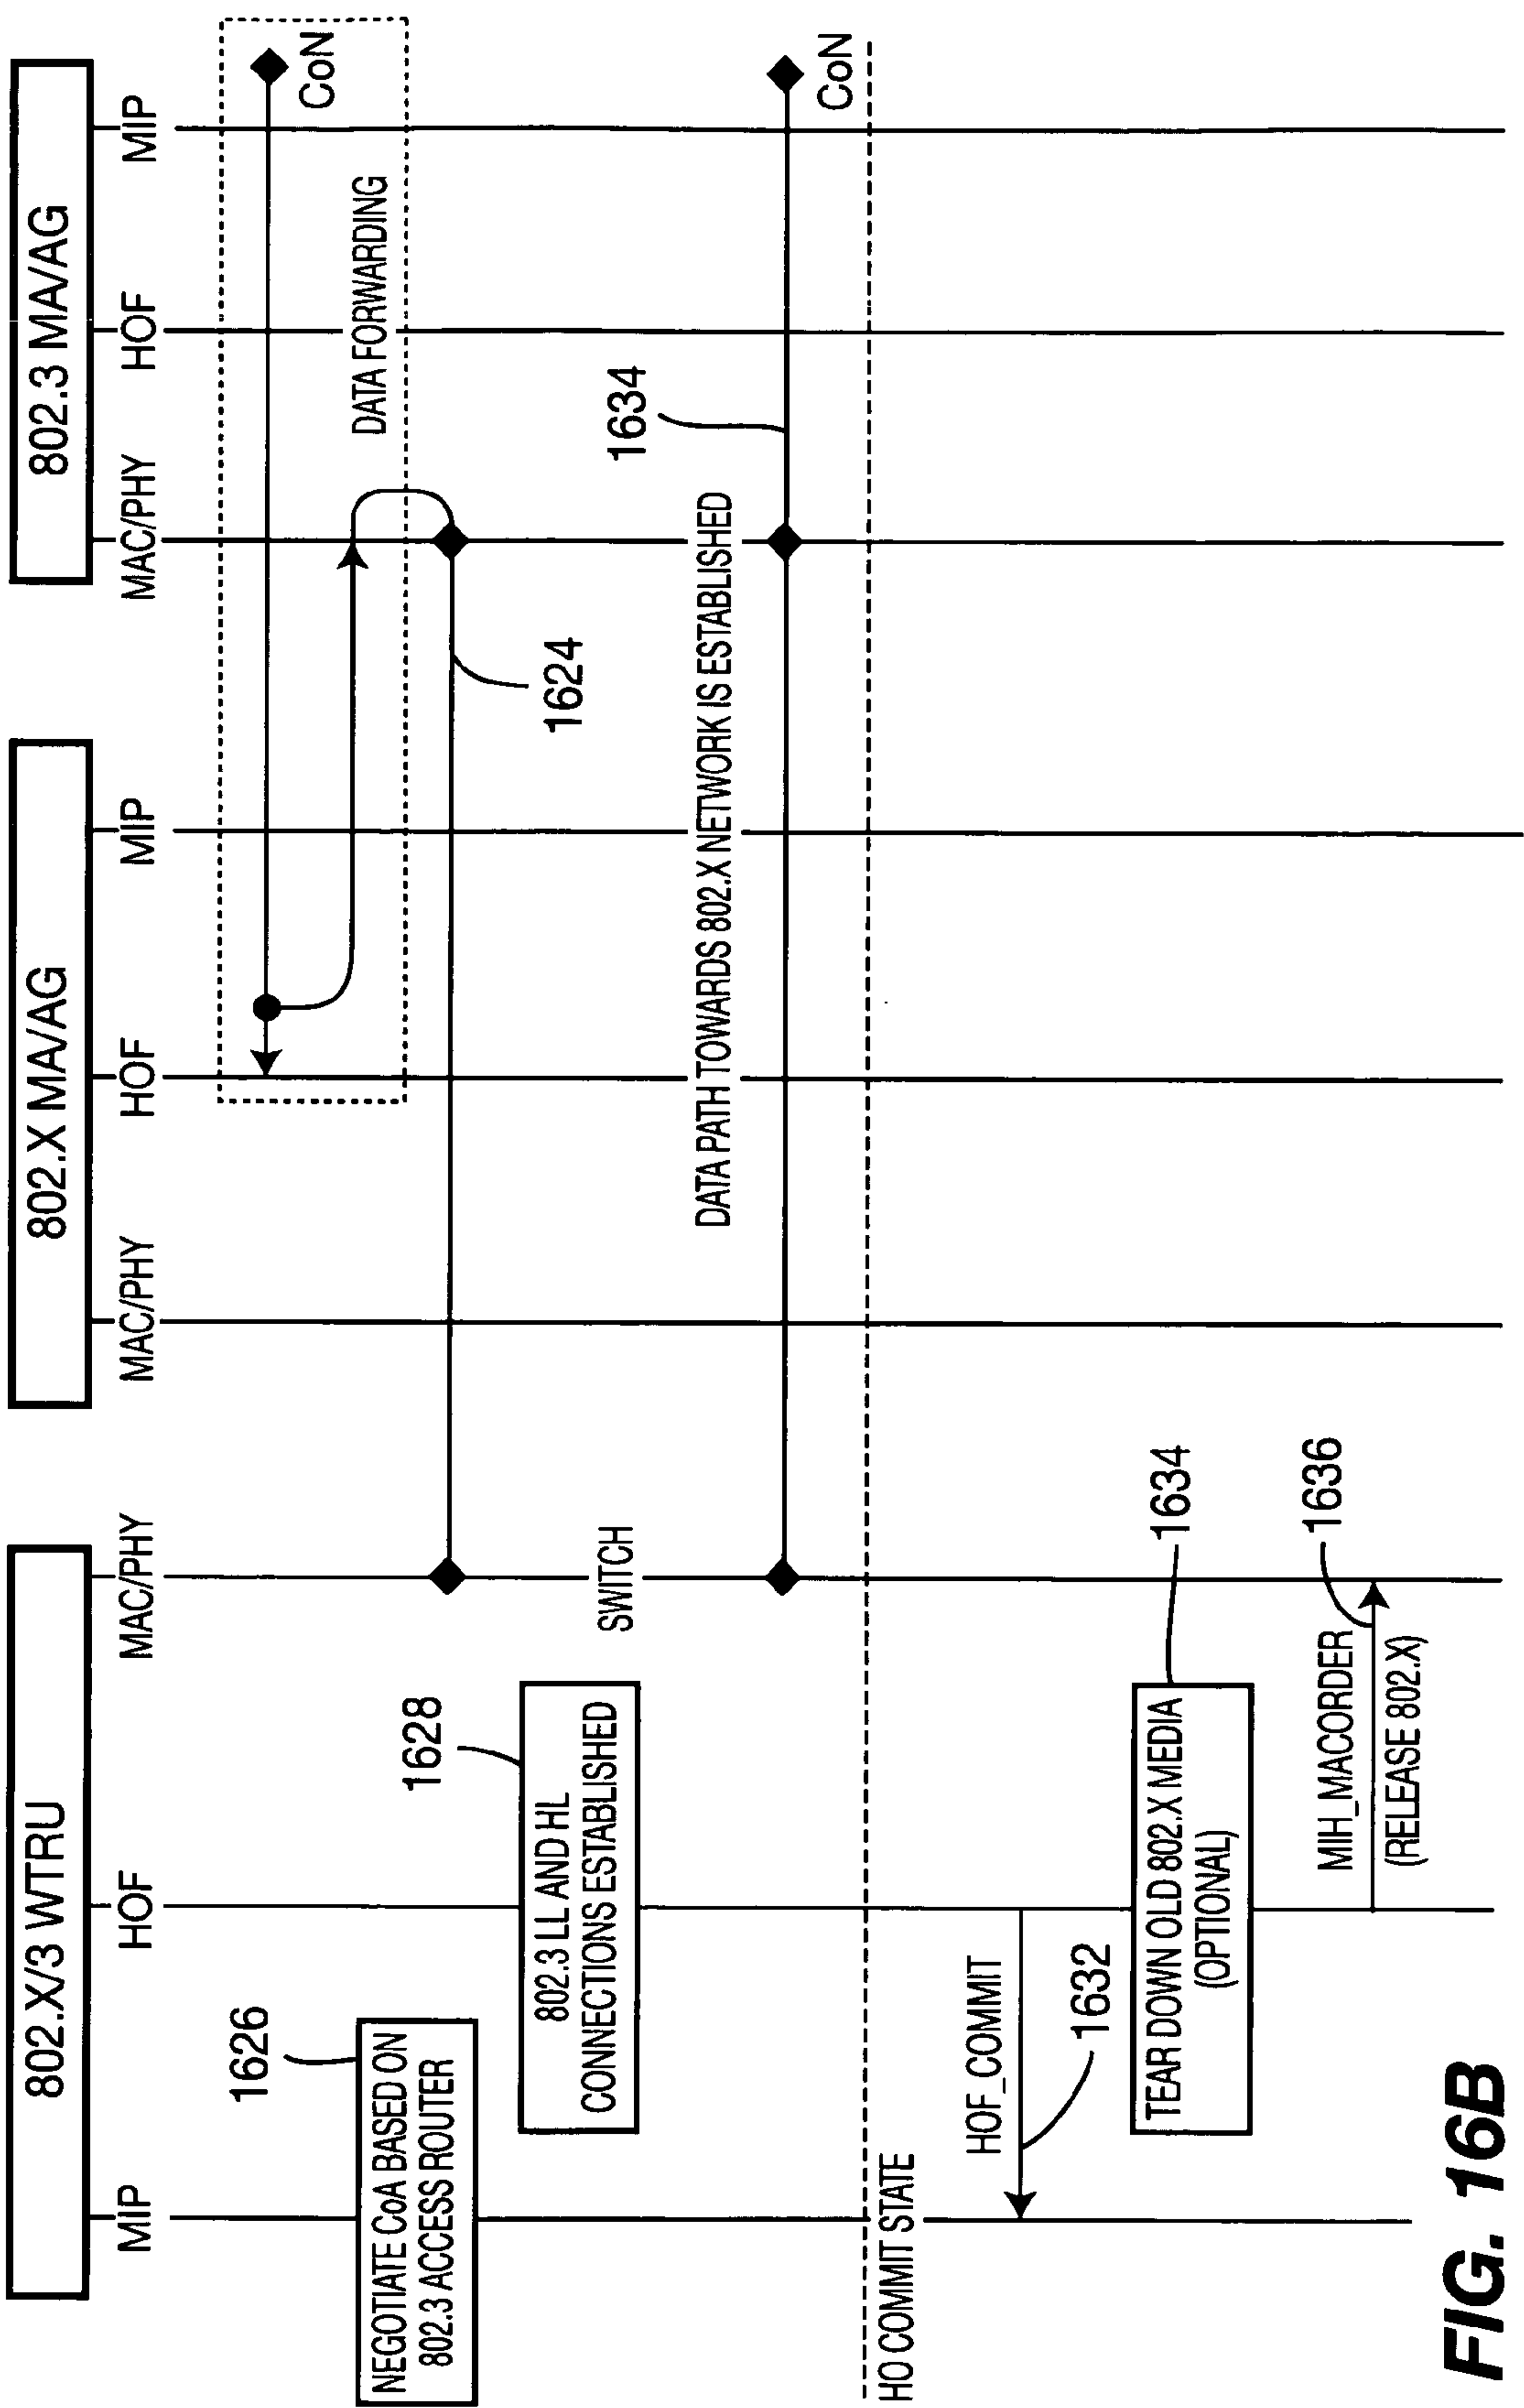 802.X/3 WTRU
802.X MA/AG
802.3 MA/AG
MIP
HOF
MAC/PHY
MAC/PHY
HOF
MIP
MAC/PHY
HOF
MIP
CoN
DATA FORWARDING
1626
NEGOTIATE CoA BASED ON
802.3 ACCESS ROUTER
1624
1628
802.3 LL AND HL
CONNECTIONS ESTABLISHED
SWITCH
1634
DATA PATH TOWARDS 802.X NETWORK IS ESTABLISHED
CoN
HO COMMIT STATE
HOF_COMMIT
1632
TEAR DOWN OLD 802.X MEDIA
(OPTIONAL)
1634
MIH_MACORDER
(RELEASE 802.X)
1636
FIG. 16B